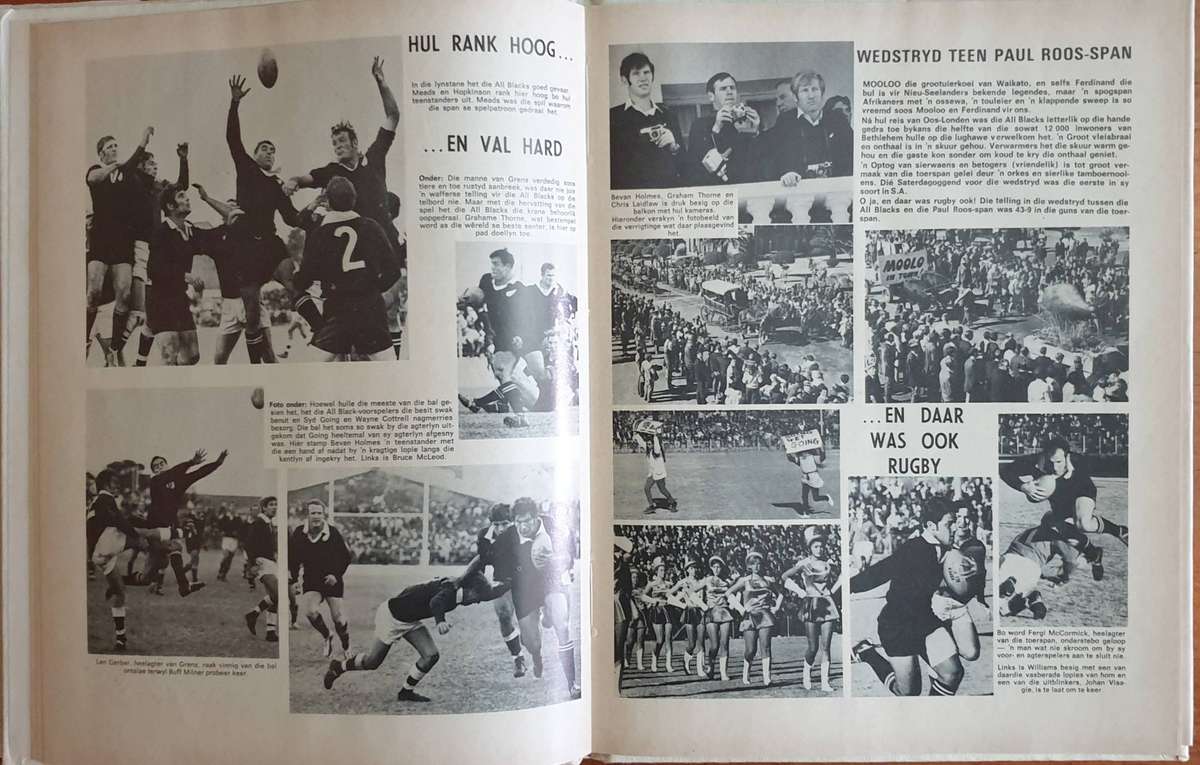 HUL RANK HOOG...
In die lynstane het die All Blacks goed gevaar.
Meads en Hopkinson rank hier hoog bo hul
teenstanders uit. Meads was die spil waarom
die span se spelpatroon gedraai het.
...EN VAL HARD
Onder: Die manne van Grens verdedig soos
tiere en toe rustyd aanbreek, was daar nie
'n wafferse telling vir die All Blacks op die
telbord nie. Maar met die hervatting van die
spel het die All Blacks die krane behoorlik
oopgedraai. Grahame Thorne, wat bestempel
word as die wêreld se beste senter, is hier op
pad doellyn toe.
2
Foto onder: Hoewel hulle die meeste van die bal ge-
sien het, het die All Black-voorspelers die besit swak
benut en Syd Going en Wayne Cottrell nagmerries
besorg. Die bal het soms so swak by die agterlyn uit-
gekom dat Going heeltemal van sy agterlyn afgesny
was. Hier stamp Bevan Holmes 'n teenstander met
die een hand af nadat hy 'n kragtige lopie langs die
kantlyn af ingekry het. Links is Bruce McLeod.
Len Gerber, heelagter van Grens, raak vinnig van die bal
ontslae terwyl Buff Milner probeer keer.
WEDSTRYD TEEN PAUL ROOS-SPAN
MOOLOO die grootuierkoei van Waikato, en selfs Ferdinand die
bul is vir Nieu-Seelanders bekende legendes, maar 'n spogspan
Afrikaners met 'n ossewa, 'n touleier en 'n klappende sweep is so
vreemd soos Mooloo en Ferdinand vir ons.
Ná hul reis van Oos-Londen was die All Blacks letterlik op die hande
gedra toe bykans die helfte van die sowat 12 000 inwoners van
Bethlehem hulle op die lughawe verwelkom het. 'n Groot vleisbraai
en onthaal is in 'n skuur gehou. Verwarmers het die skuur warm ge-
hou en die gaste kon sonder om koud te kry die onthaal geniet.
'n Optog van sierwaens en betogers (vriendelik) is tot groot ver-
maak van die toerspan gelei deur 'n orkes en sierlike tamboernooi-
ens. Dié Saterdagoggend voor die wedstryd was die eerste in sy
soort in S.A.
O ja, en daar was rugby ook! Die telling in die wedstryd tussen die
All Blacks en die Paul Roos-span was 43-9 in die guns van die toer-
span.
Bevan Holmes, Graham Thorne en
Chris Laidlaw is druk besig op die
balkon met hul kameras.
Hieronder verskyn 'n fotobeeld van
die verrigtinge wat daar plaasgevind
het.
MOOLO
IN TOW!
GOING
...EN DAAR
WAS OOK
RUGBY
Bo word Fergi McCormick, heelagter
van die toerspan, onderstebo geloop
— 'n man wat nie skroom om by sy
voor- en agterspelers aan te sluit nie.
Links is Williams besig met een van
daardie vasberade lopies van hom en
een van die uitblinkers, Johan Visa-
gie, is te laat om te keer.